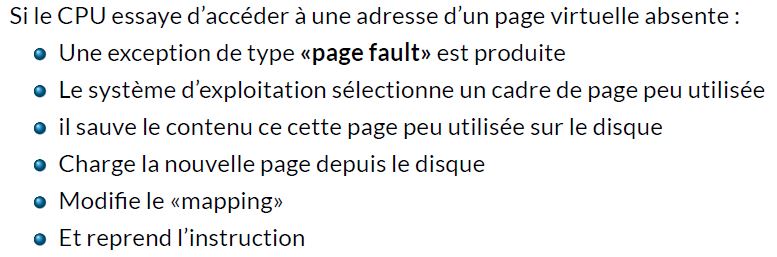 Si le CPU essaye d'accéder à une adresse d'un page virtuelle absente :
Une exception de type «page fault» est produite
Le système d'exploitation sélectionne un cadre de page peu utilisée
il sauve le contenu ce cette page peu utilisée sur le disque
Charge la nouvelle page depuis le disque
Modifie le «mapping»
Et reprend l'instruction